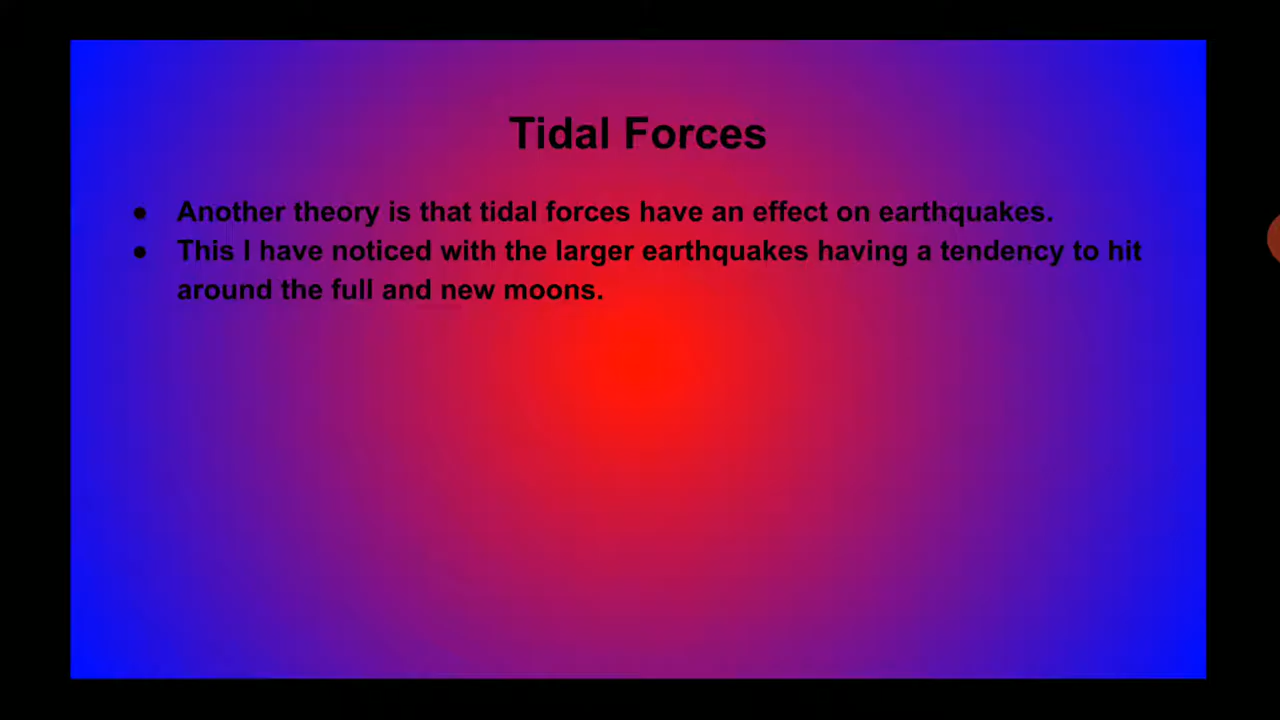 Tidal Forces
● Another theory is that tidal forces have an effect on earthquakes.
● This I have noticed with the larger earthquakes having a tendency to hit
around the full and new moons.